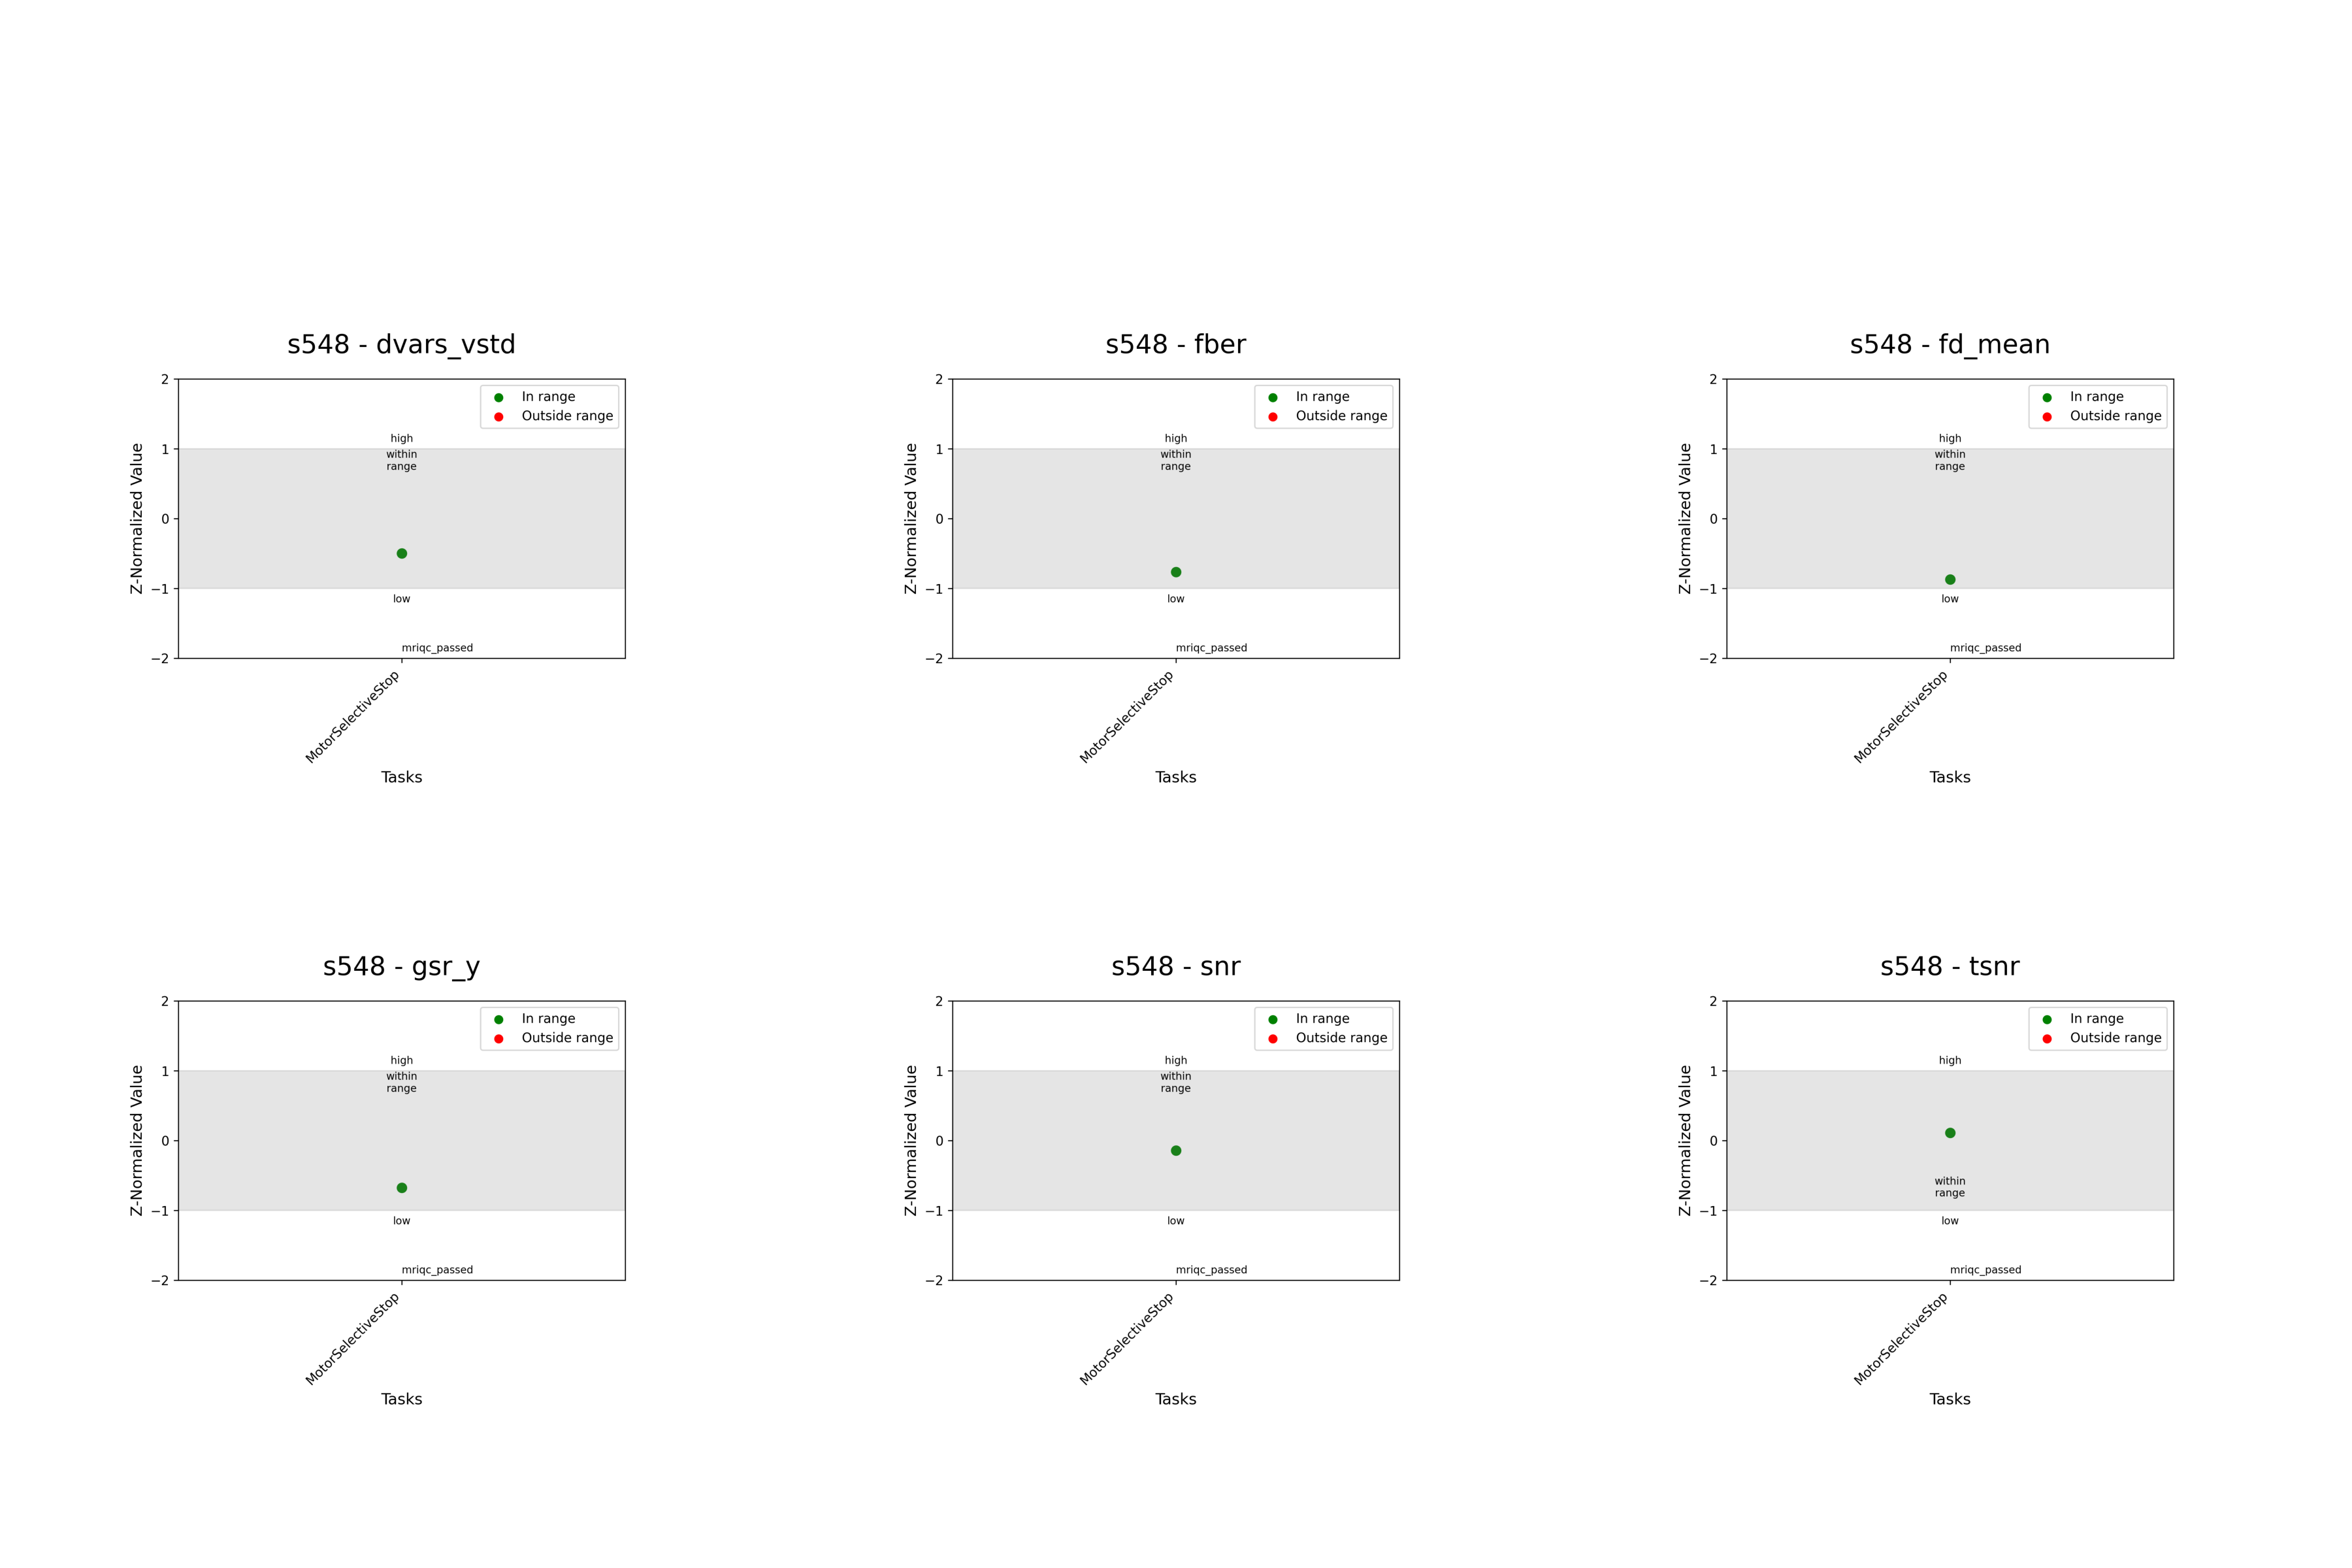 s548 - dvars_vstd
2
1
0
−1
−2
Z-Normalized Value
In range
Outside range
high
within
range
low
mriqc_passed
MotorSelectiveStop
Tasks
s548 - fber
2
1
0
−1
−2
Z-Normalized Value
In range
Outside range
high
within
range
low
mriqc_passed
MotorSelectiveStop
Tasks
s548 - fd_mean
2
1
0
−1
−2
Z-Normalized Value
In range
Outside range
high
within
range
low
mriqc_passed
MotorSelectiveStop
Tasks
s548 - gsr_y
2
1
0
−1
−2
Z-Normalized Value
In range
Outside range
high
within
range
low
mriqc_passed
MotorSelectiveStop
Tasks
s548 - snr
2
1
0
−1
−2
Z-Normalized Value
In range
Outside range
high
within
range
low
mriqc_passed
MotorSelectiveStop
Tasks
s548 - tsnr
2
1
0
−1
−2
Z-Normalized Value
In range
Outside range
high
within
range
low
mriqc_passed
MotorSelectiveStop
Tasks